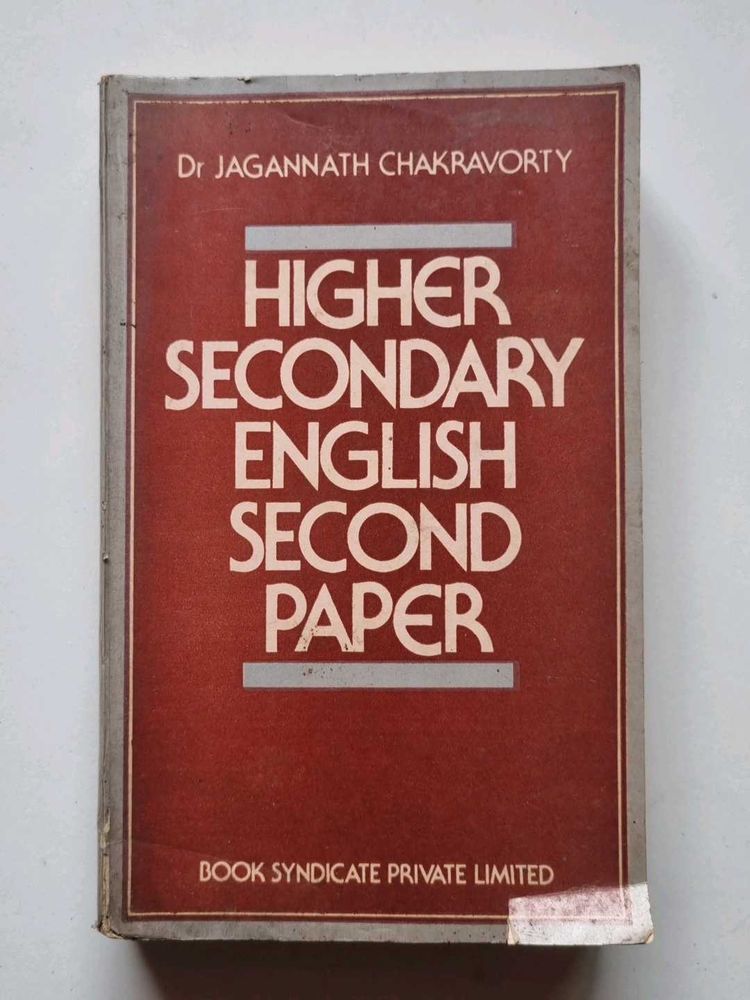 Dr JAGANNATH CHAKRAVORTY
HIGHER
SECONDARY
ENGLISH
SECOND
PAPER
BOOK SYNDICATE PRIVATE LIMITED